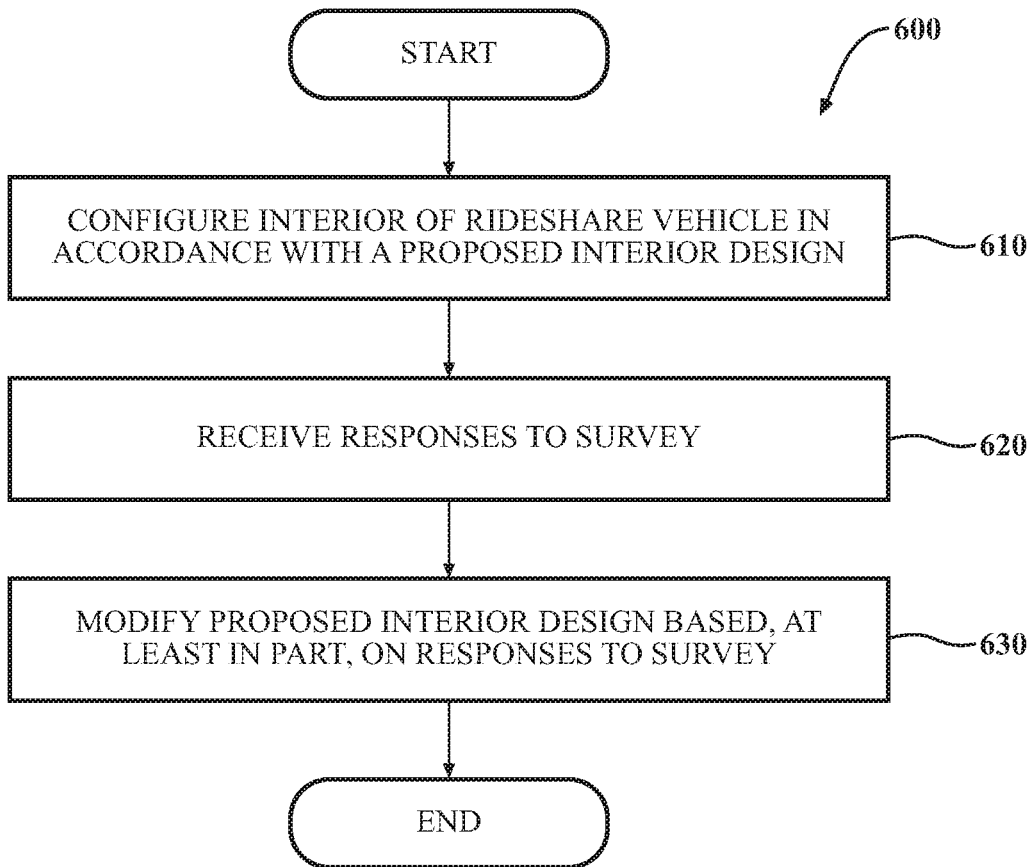 START
600
CONFIGURE INTERIOR OF RIDESHARE VEHICLE IN
ACCORDANCE WITH A PROPOSED INTERIOR DESIGN
610
RECEIVE RESPONSES TO SURVEY
620
MODIFY PROPOSED INTERIOR DESIGN BASED, AT
LEAST IN PART, ON RESPONSES TO SURVEY
630
END